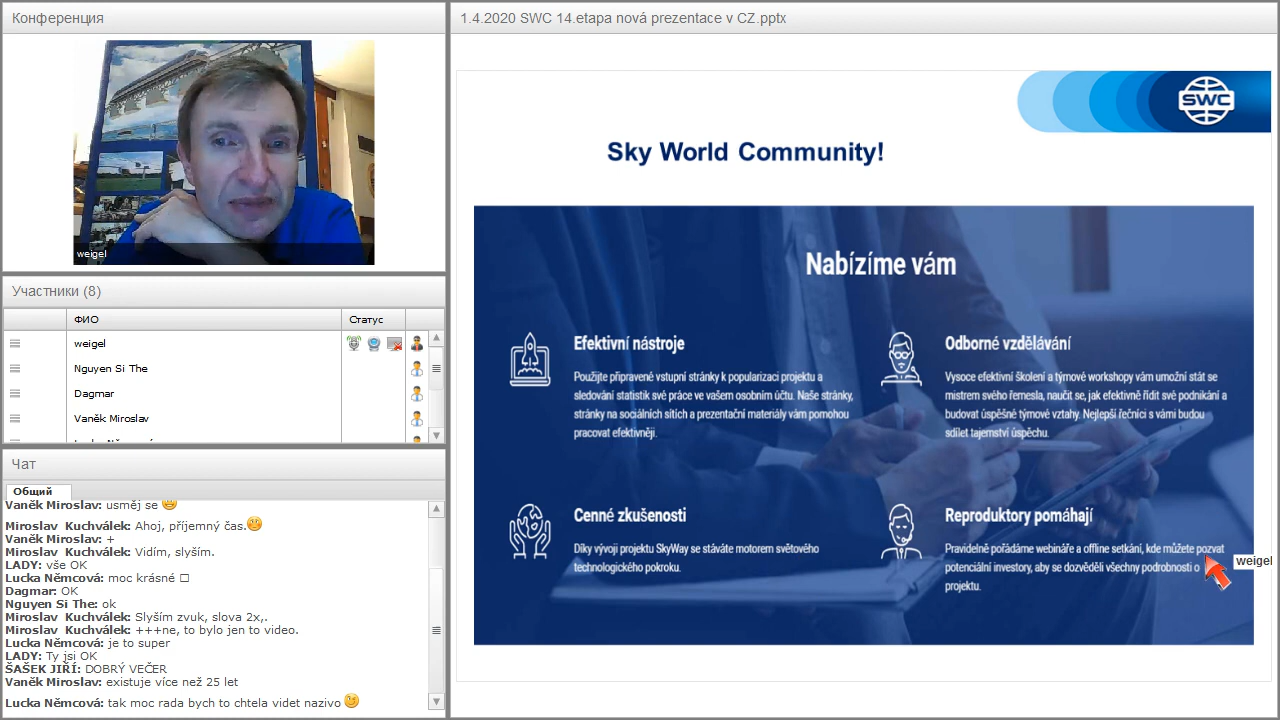 Конференция
weigel
Участники (8)
ФИО
Статус
weigel
Nguyen Si The
Dagmar
Vaněk Miroslav
Чат
Общий
Vaněk Miroslav: usměj se
Miroslav Kuchválek: Ahoj, příjemný čas.
Vaněk Miroslav: +
Miroslav Kuchválek: Vidím, slyším.
LADY: vše OK
Lucka Němcová: moc krásné □
Dagmar: OK
Nguyen Si The: ok
Miroslav Kuchválek: Slyším zvuk, slova 2x,.
Miroslav Kuchválek: +++ne, to bylo jen to video.
Lucka Němcová: je to super
LADY: Ty jsi OK
ŠAŠEK JIŘÍ: DOBRÝ VEČER
Vaněk Miroslav: existuje více než 25 let
Lucka Němcová: tak moc rada bych to chtela videt nazivo
1.4.2020 SWC 14.etapa nová prezentace v CZ.pptx
SWC
Sky World Community!
Nabízíme vám
Efektivní nástroje
Použijte připravené vstupní stránky k popularizaci projektu a
sledování statistik své práce ve vašem osobním účtu. Naše stránky,
stránky na sociálních sítích a prezentační materiály vám pomohou
pracovat efektivněji.
Odborné vzdělávání
Vysoce efektivní školení a týmové workshopy vám umožní stát se
mistrem svého řemesla, naučit se, jak efektivně řídit své podnikání a
budovat úspěšné týmové vztahy. Nejlepší řečníci s vámi budou
sdílet tajemství úspěchu.
Cenné zkušenosti
Díky vývoji projektu SkyWay se stáváte motorem světového
technologického pokroku.
Reproduktory pomáhají
Pravidelně pořádáme webináře a offline setkání, kde můžete pozvat
potenciální investory, aby se dozvěděli všechny podrobnosti o
projektu.
weigel